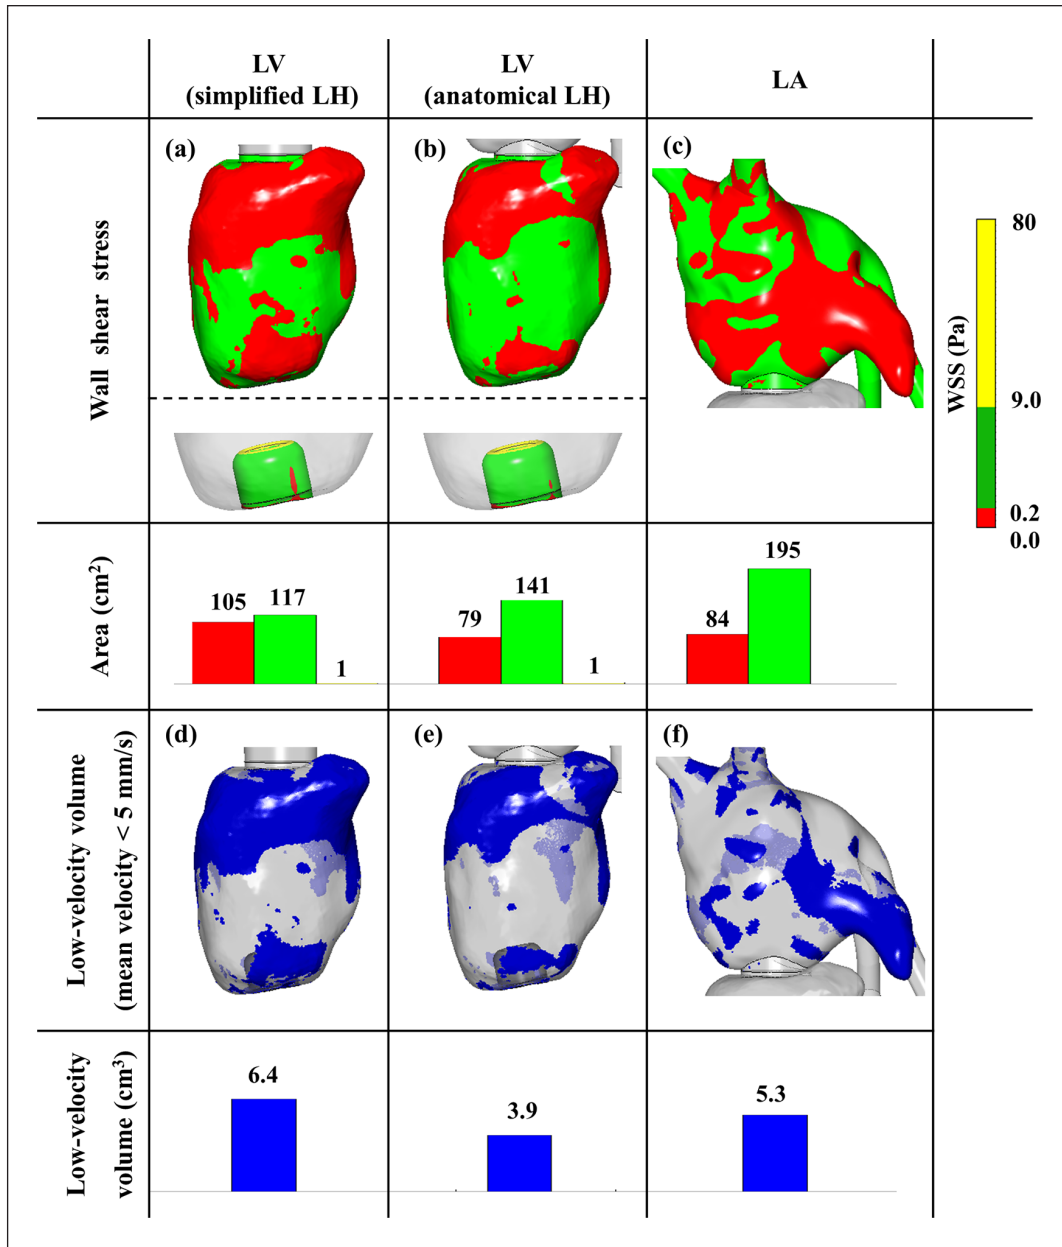 LV
(simplified LH)
LV
(anatomical LH)
LA
Wall shear stress
(a)
(b)
(c)
WSS (Pa)
80
9.0
0.2
0.0
Area (cm²)
105
117
1
79
141
1
84
195
Low-velocity volume
(mean velocity < 5 mm/s)
(d)
(e)
(f)
Low-velocity
volume (cm³)
6.4
3.9
5.3